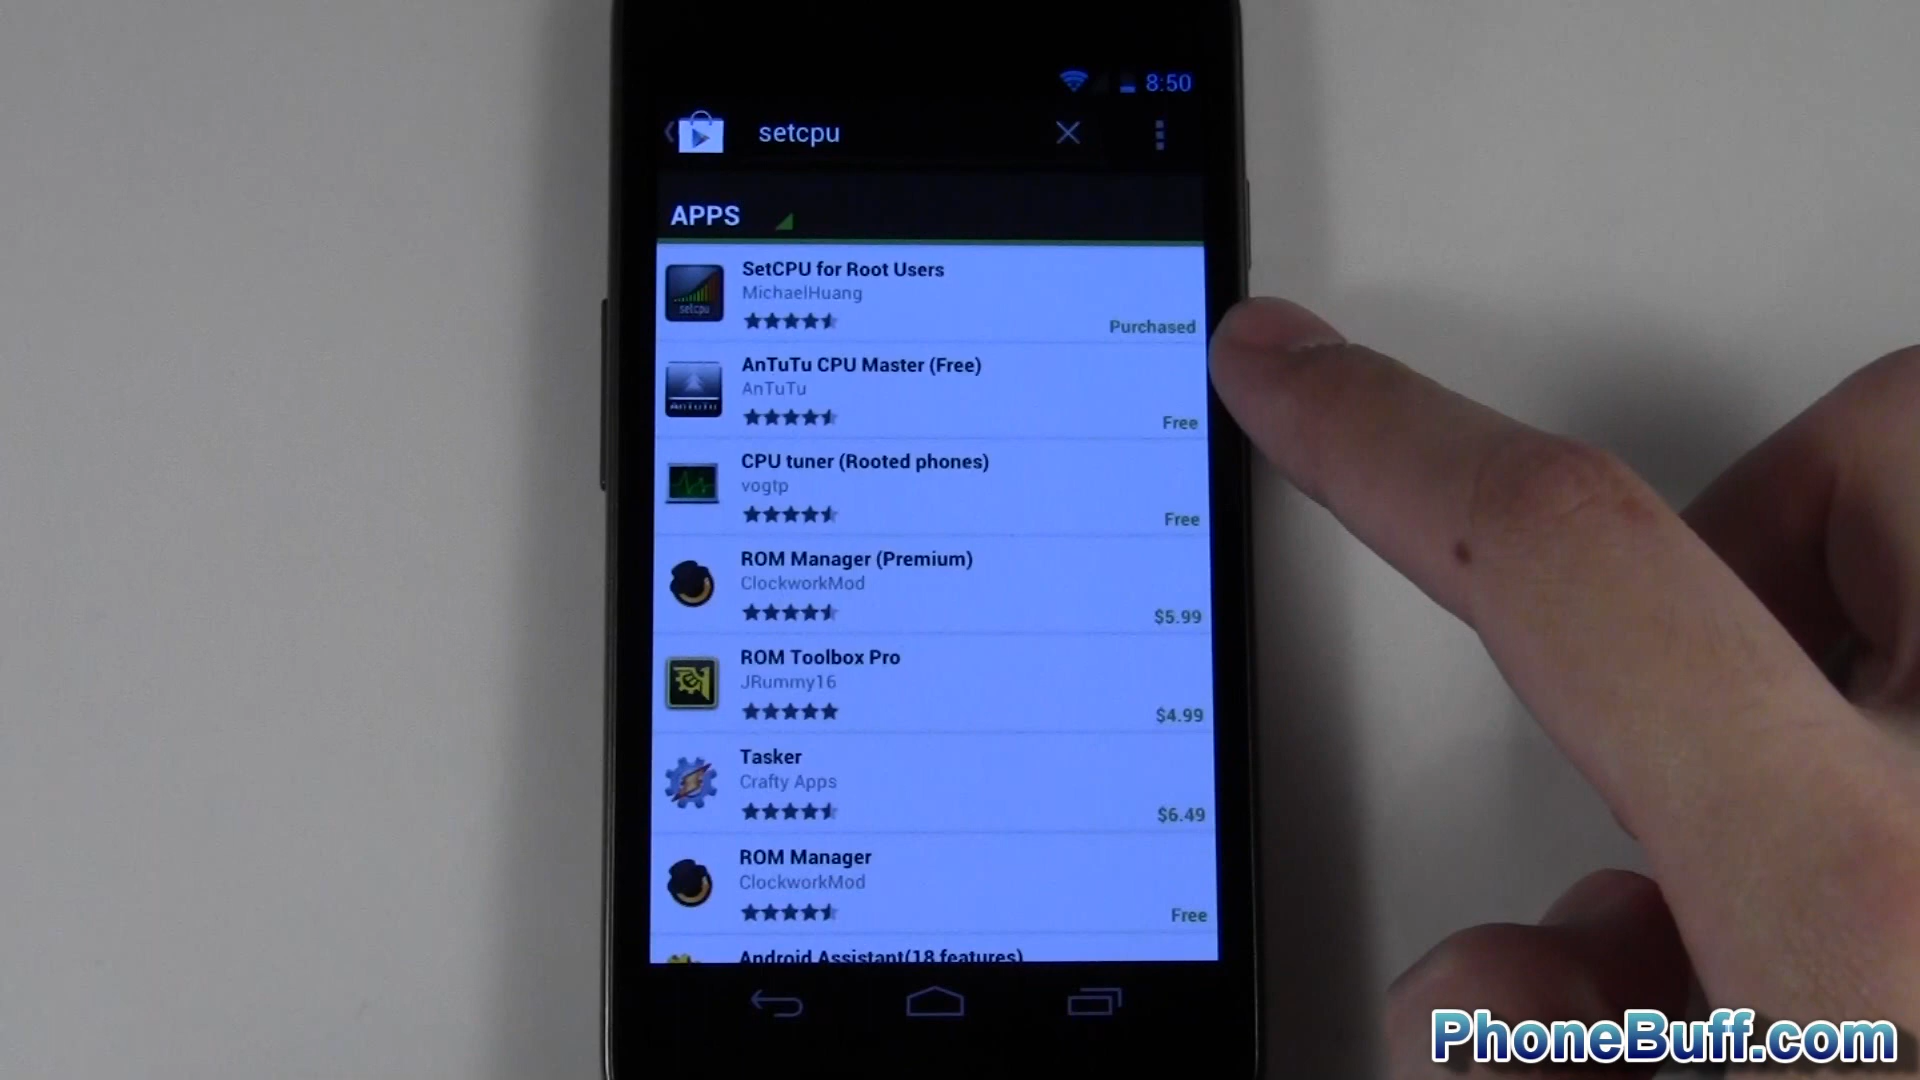 8:50
setcpu
APPS
SetCPU for Root Users
MichaelHuang
setcpu
Purchased
AnTuTu CPU Master (Free)
AnTuTu
AnTuTu
Free
CPU tuner (Rooted phones)
vogtp
Free
ROM Manager (Premium)
ClockworkMod
$5.99
ROM Toolbox Pro
JRummy16
$4.99
Tasker
Crafty Apps
$6.49
ROM Manager
ClockworkMod
Free
Android Assistant(18 features)
PhoneBuff.com